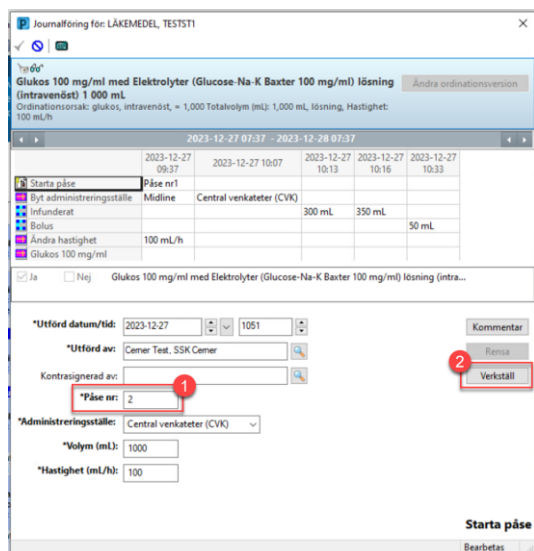 Journalföring för: LÄKEMEDEL, TESTST1
Glukos 100 mg/ml med Elektrolyter (Glucose-Na-K Baxter 100 mg/ml) lösning
(intravenöst) 1 000 mL
Ändra ordinationsversion
Ordinationsorsak: glukos, intravenöst, = 1,000 Totalvolym (mL): 1,000 mL, lösning, Hastighet:
100 mL/h
2023-12-27 07:37 - 2023-12-28 07:37
2023-12-27 09:37 2023-12-27 10:07 2023-12-27 10:13 2023-12-27 10:16 2023-12-27 10:33
Starta påse Påse nr1
Byt administreringsställe Midline Central venkateter (CVK)
Infunderat 300 mL 350 mL
Bolus 50 mL
Ändra hastighet 100 mL/h
Glukos 100 mg/ml
Ja Nej Glukos 100 mg/ml med Elektrolyter (Glucose-Na-K Baxter 100 mg/ml) lösning (intra...
*Utförd datum/tid: 2023-12-27 1051 Kommentar
*Utförd av: Cerner Test, SSK Cerner Rensa
Kontrasignerad av: 2 Verkställ
1
*Påse nr: 2
*Administreringsställe: Central venkateter (CVK)
*Volym (mL): 1000
*Hastighet (mL/h): 100
Starta påse
Bearbetas